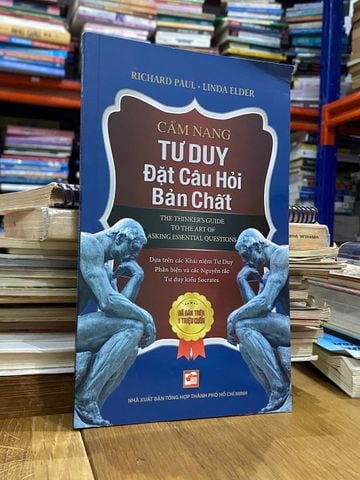 RICHARD PAUL - LINDA ELDER
CẨM NANG
TƯ DUY
Đặt Câu Hỏi
Bản Chất
THE THINKER'S GUIDE
TO THE ART OF
ASKING ESSENTIAL QUESTIONS
Dựa trên các Khái niệm Tư Duy
Phản biện và các Nguyên tắc
Tư duy kiểu Socrates
ĐÃ BÁN TRÊN
1 TRIỆU CUỐN
NHÀ XUẤT BẢN TỔNG HỢP THÀNH PHỐ HỒ CHÍ MINH